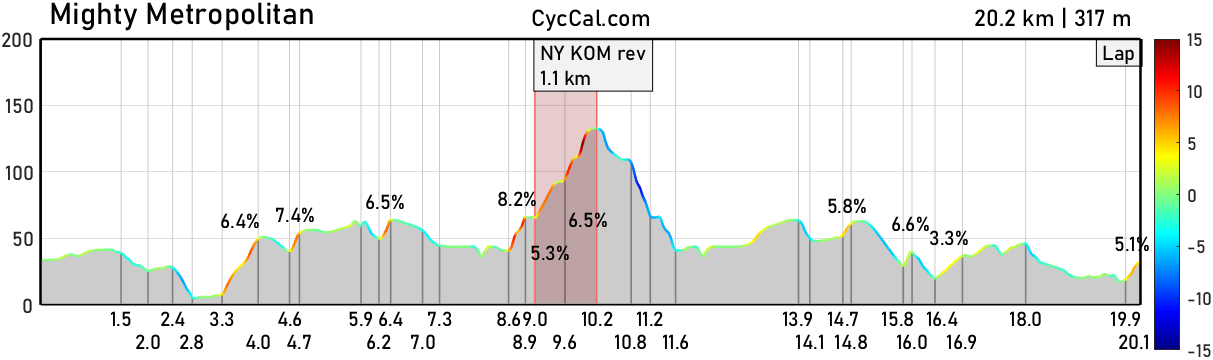 Mighty Metropolitan
CycCal.com
20.2 km | 317 m
200
150
100
50
0
NY KOM rev
1.1 km
Lap
6.4%
7.4%
6.5%
8.2%
5.3%
6.5%
5.8%
6.6%
3.3%
5.1%
1.5 2.4 3.3 4.6 5.9 6.4 7.3 8.6 9.0 10.2 11.2 13.9 14.7 15.8 16.4 18.0 19.9
2.0 2.8 4.0 4.7 6.2 7.0 8.9 9.6 10.8 11.6 14.1 14.8 16.0 16.9 20.1
15
10
5
0
−5
−10
−15